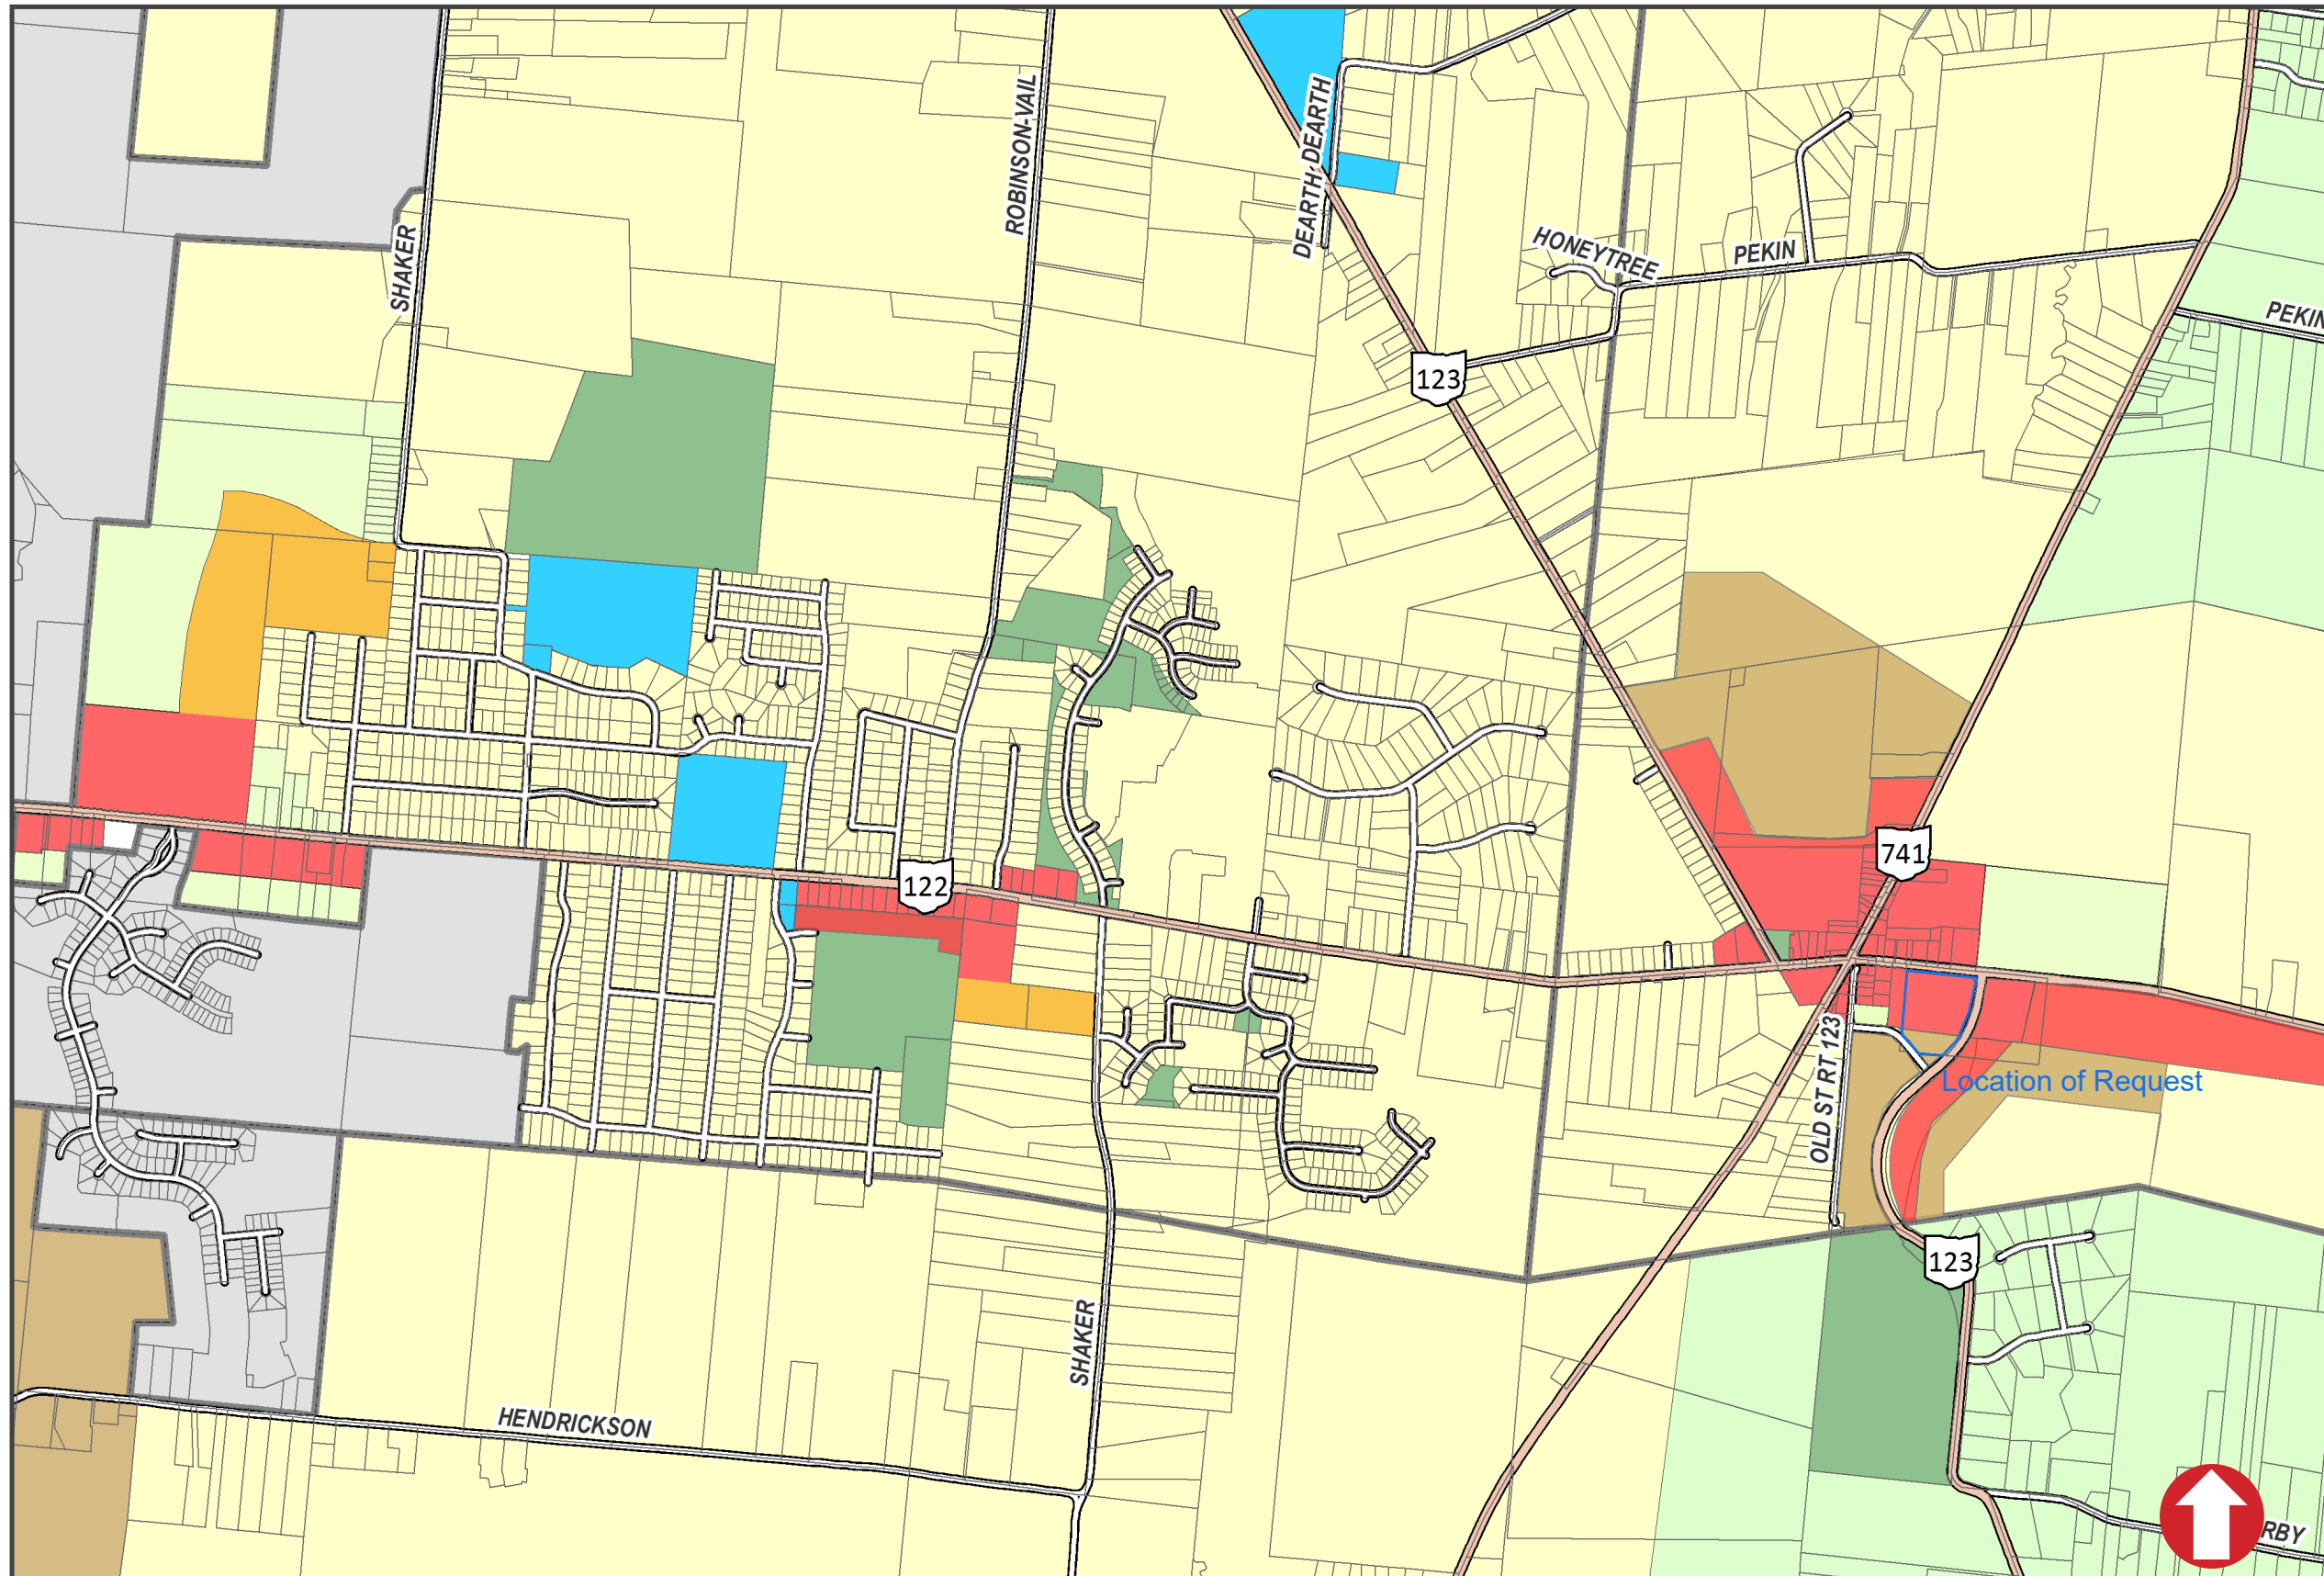 ROBINSON-VAIL
DEARTH
DEARTH
SHAKER
HONEYTREE
PEKIN
PEKIN
123
741
122
OLD ST RT 123
Location of Request
123
SHAKER
HENDRICKSON